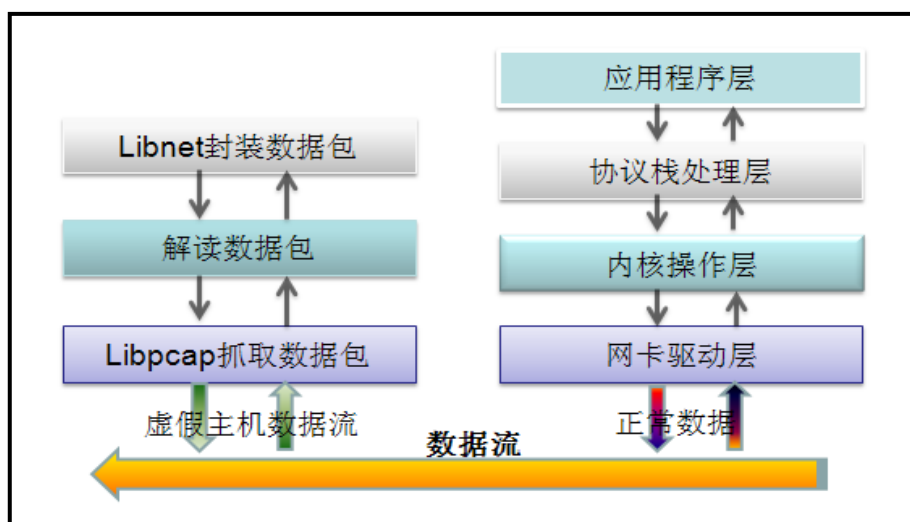 应用程序层
Libnet封装数据包
协议栈处理层
解读数据包
内核操作层
Libpcap抓取数据包
网卡驱动层
虚假主机数据流
正常数据
数据流